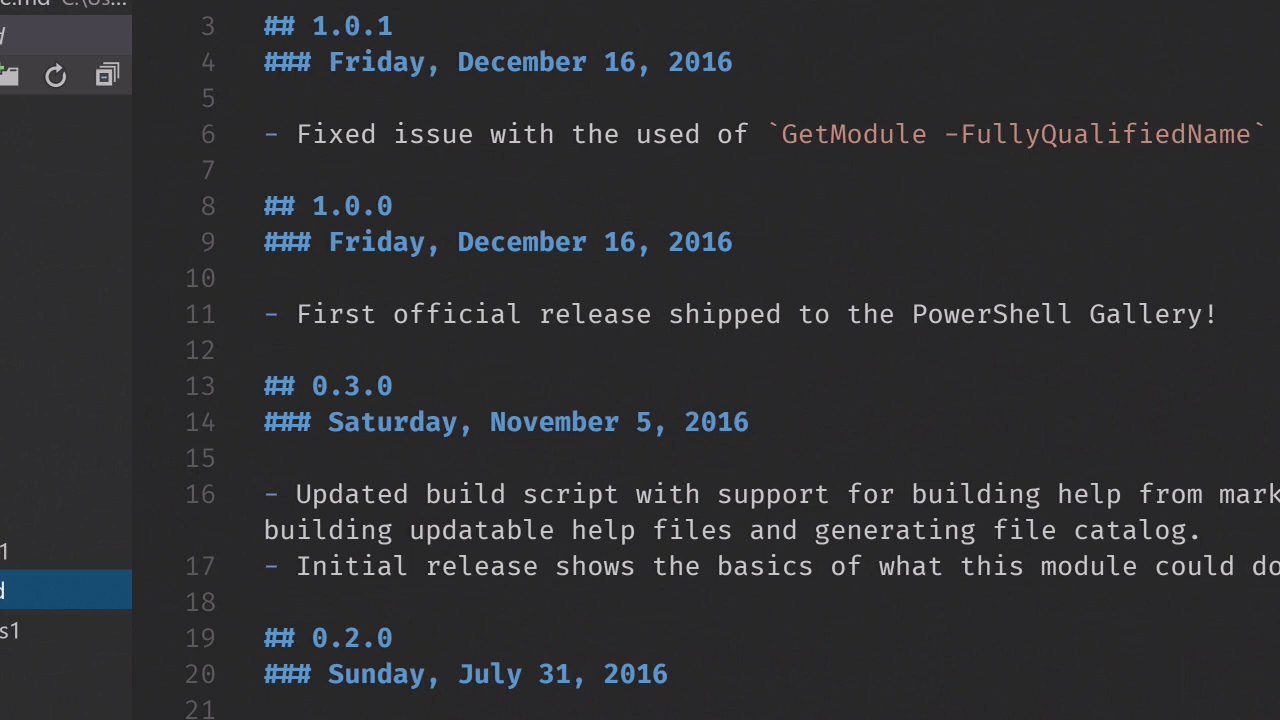 3 ## 1.0.1
4 ### Friday, December 16, 2016
5
6 - Fixed issue with the used of `GetModule -FullyQualifiedName`
7
8 ## 1.0.0
9 ### Friday, December 16, 2016
10
11 - First official release shipped to the PowerShell Gallery!
12
13 ## 0.3.0
14 ### Saturday, November 5, 2016
15
16 - Updated build script with support for building help from mark
building updatable help files and generating file catalog.
17 - Initial release shows the basics of what this module could do
18
19 ## 0.2.0
20 ### Sunday, July 31, 2016
21